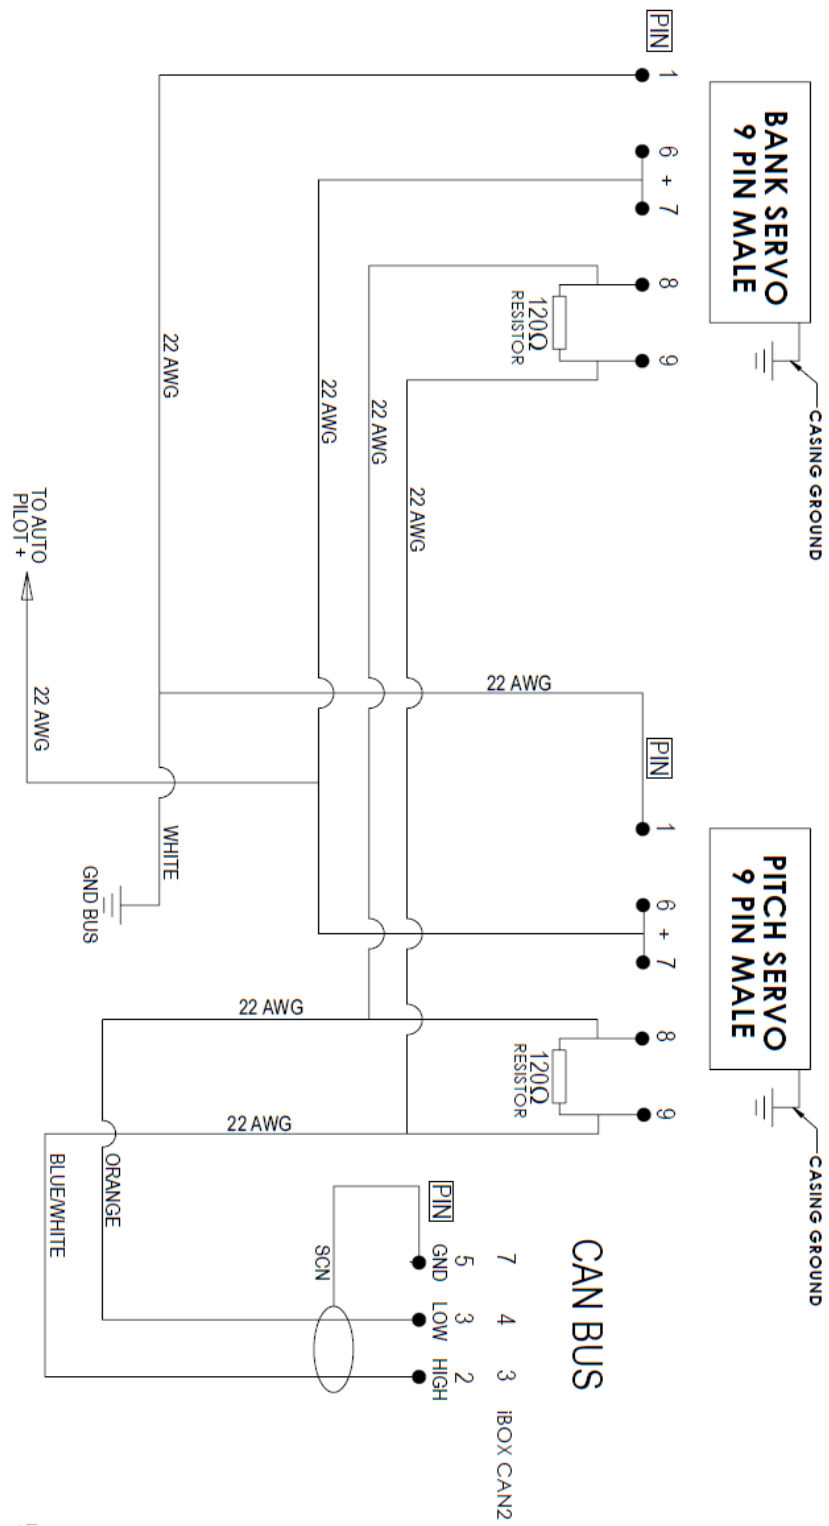 BANK SERVO
9 PIN MALE
CASING GROUND
PIN
1
6
+
7
8
9
120Ω
RESISTOR
22 AWG
22 AWG
22 AWG
22 AWG
TO AUTO
PILOT +
22 AWG
22 AWG
WHITE
GND BUS
PITCH SERVO
9 PIN MALE
CASING GROUND
PIN
1
6
+
7
8
9
120Ω
RESISTOR
22 AWG
22 AWG
ORANGE
BLUE/WHITE
CAN BUS
7 4 3 iBOX CAN2
5 3 2
PIN GND LOW HIGH
SCN